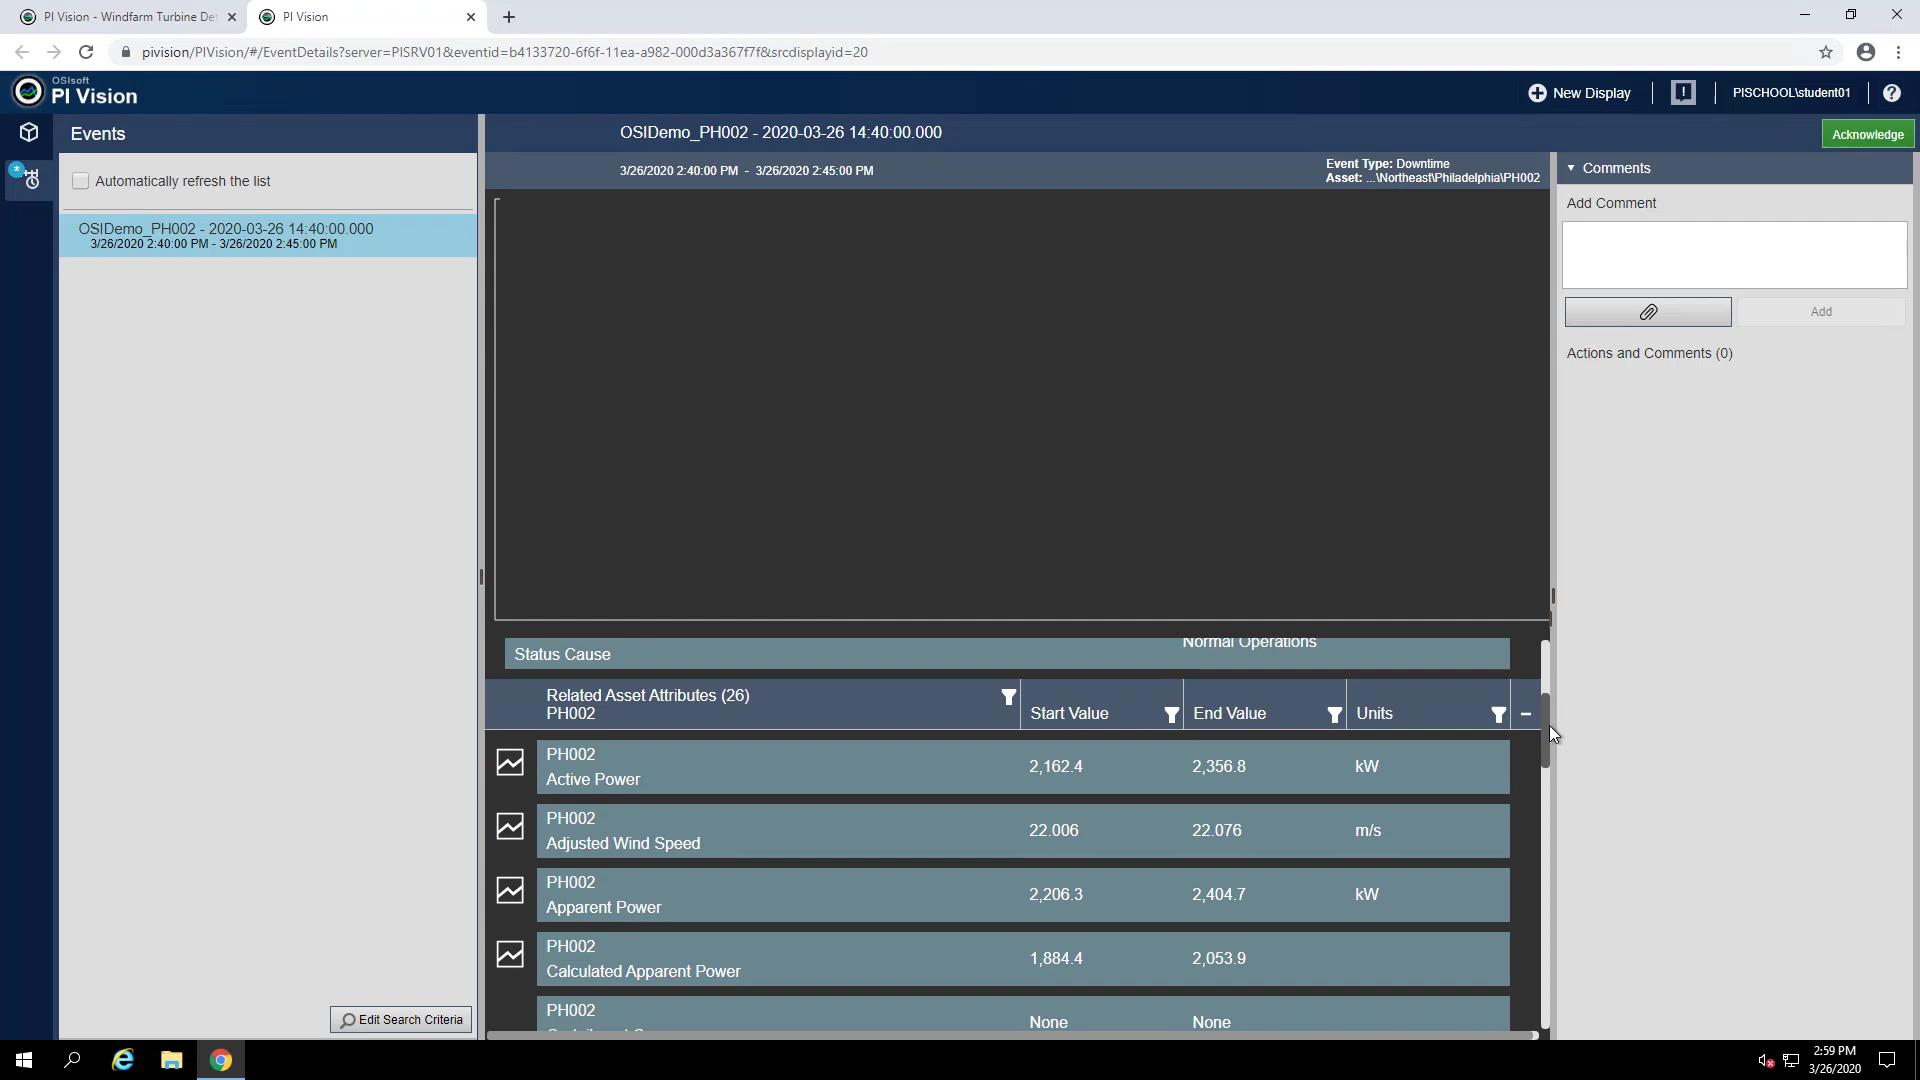 PI Vision - Windfarm Turbine De
PI Vision
pivision/PIVision/#/EventDetails?server=PISRV01&eventid=b4133720-6f6f-11ea-a982-000d3a367f7f&srcdisplayid=20
OSIsoft
PI Vision
New Display
PISCHOOL\student01
Events
OSIDemo_PH002 - 2020-03-26 14:40:00.000
Acknowledge
3/26/2020 2:40:00 PM - 3/26/2020 2:45:00 PM
Event Type: Downtime
Asset: ...\Northeast\Philadelphia\PH002
Comments
Automatically refresh the list
Add Comment
OSIDemo_PH002 - 2020-03-26 14:40:00.000
3/26/2020 2:40:00 PM - 3/26/2020 2:45:00 PM
Add
Actions and Comments (0)
Normal Operations
Status Cause
Related Asset Attributes (26)
PH002
Start Value
End Value
Units
PH002
Active Power
2,162.4
2,356.8
kW
PH002
Adjusted Wind Speed
22.006
22.076
m/s
PH002
Apparent Power
2,206.3
2,404.7
kW
PH002
Calculated Apparent Power
1,884.4
2,053.9
PH002
None
None
Edit Search Criteria
2:59 PM
3/26/2020